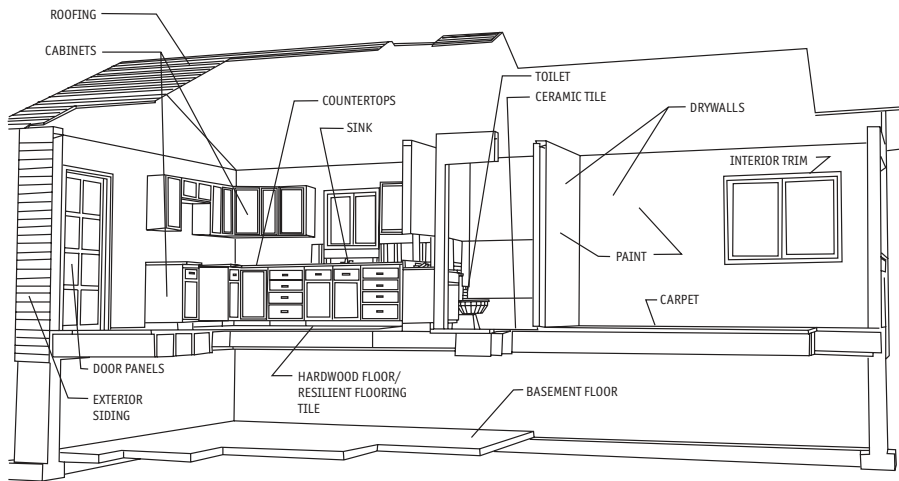 ROOFING
CABINETS
COUNTERTOPS
SINK
TOILET
CERAMIC TILE
DRYWALLS
INTERIOR TRIM
PAINT
CARPET
DOOR PANELS
EXTERIOR
SIDING
HARDWOOD FLOOR/
RESILIENT FLOORING
TILE
BASEMENT FLOOR